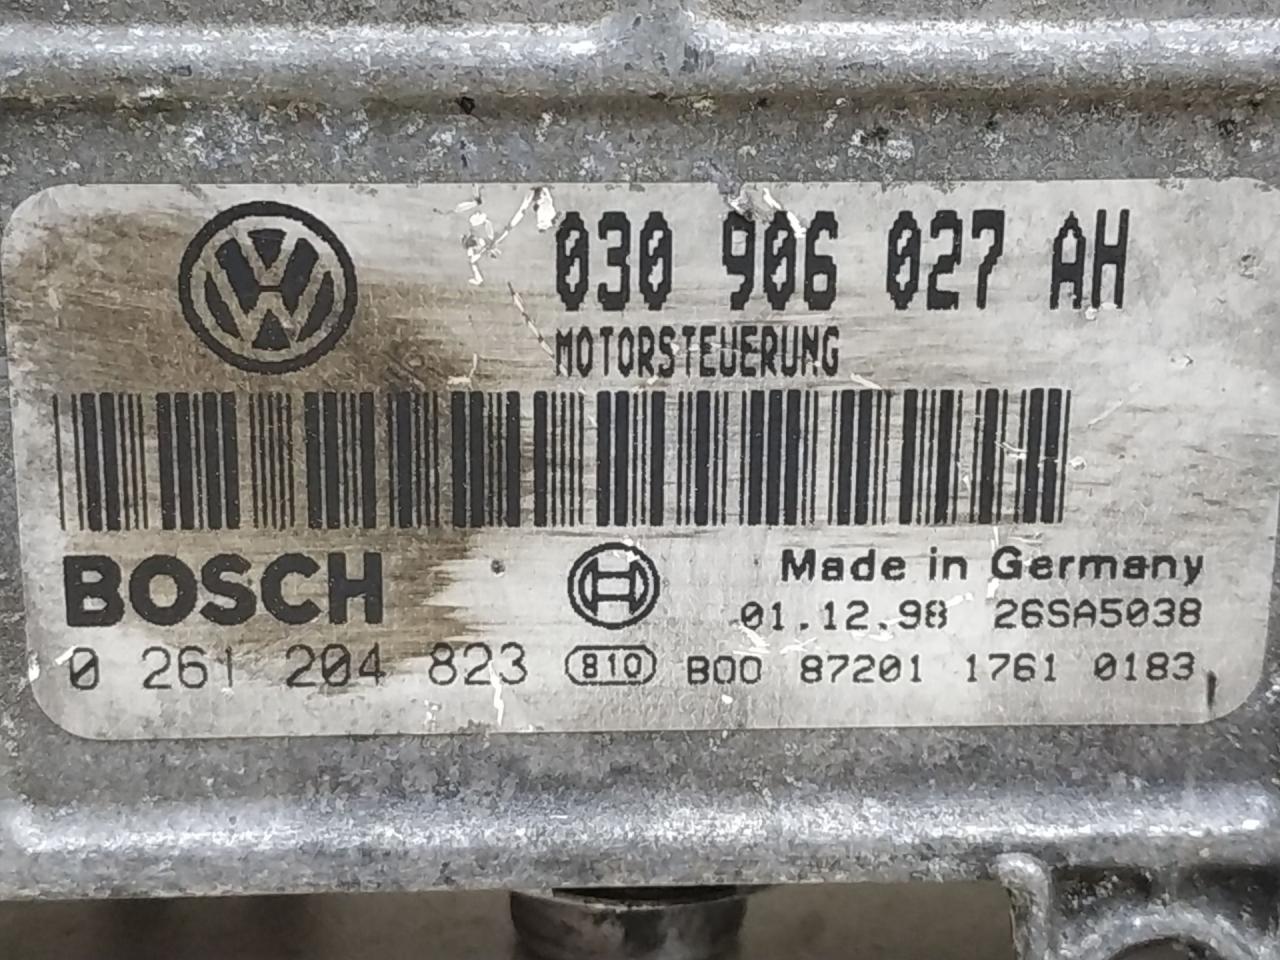 030 906 027 AH
MOTORSTEUERUNG
BOSCH
Made in Germany
01.12.98 26SA5038
0 261 204 823 810 B00 87201 1761 0183